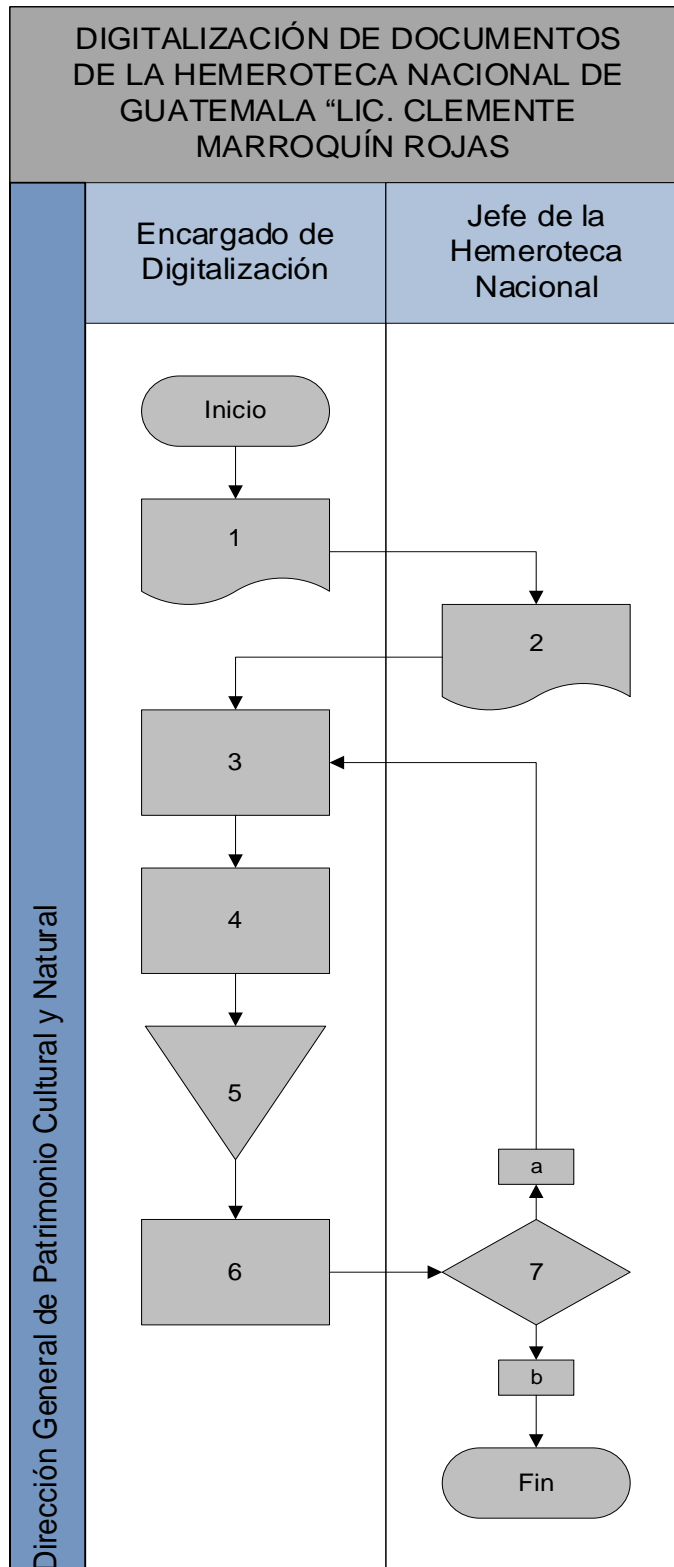 DIGITALIZACIÓN DE DOCUMENTOS
DE LA HEMEROTECA NACIONAL DE
GUATEMALA “LIC. CLEMENTE
MARROQUÍN ROJAS
Encargado de
Digitalización
Jefe de la
Hemeroteca
Nacional
Dirección General de Patrimonio Cultural y Natural
Inicio
1
2
3
4
5
a
6
7
b
Fin